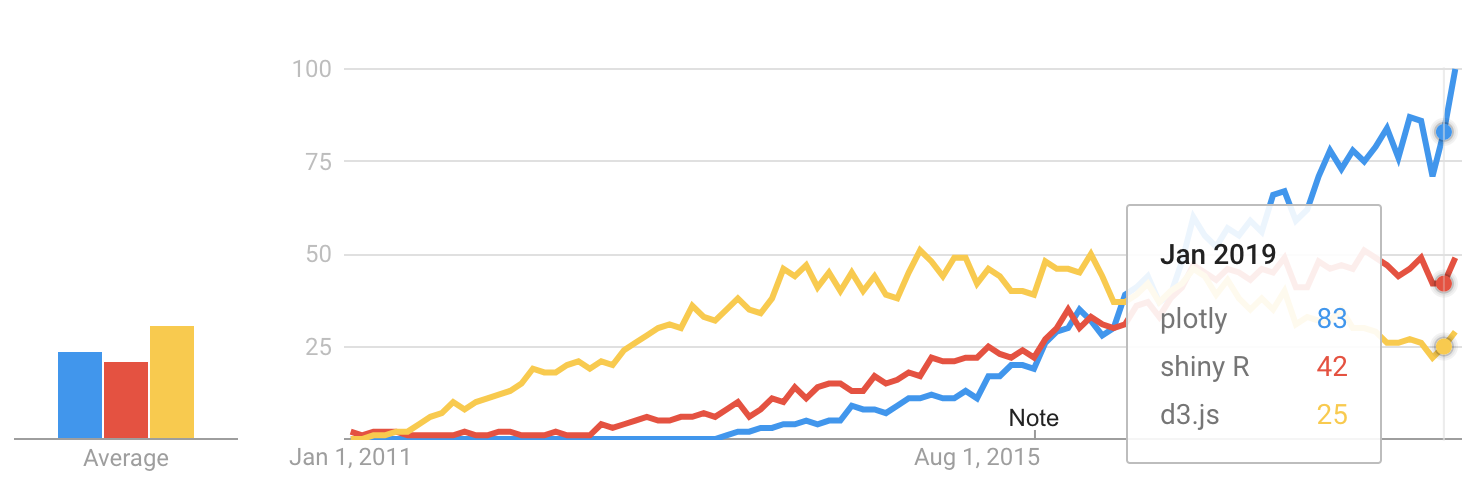 100
75
50
25
Average
Jan 1, 2011
Aug 1, 2015
Note
Jan 2019
plotly 83
shiny R 42
d3.js 25